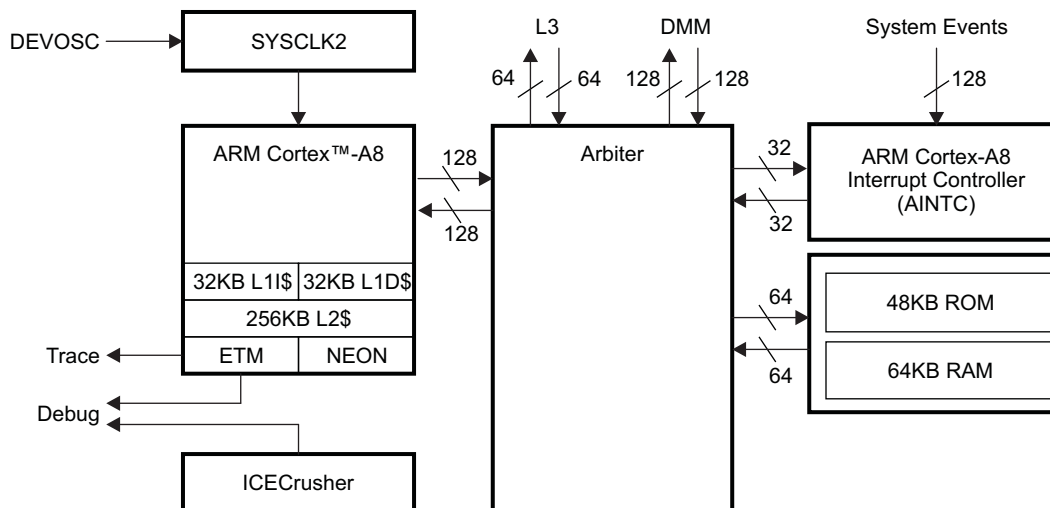 DEVOSC
SYSCLK2
L3
DMM
System Events
64
64
128
128
128
ARM Cortex™-A8
Arbiter
ARM Cortex-A8
Interrupt Controller
(AINTC)
128
128
32
32
32KB L1I$
32KB L1D$
256KB L2$
ETM
NEON
64
64
48KB ROM
64KB RAM
Trace
Debug
ICECrusher